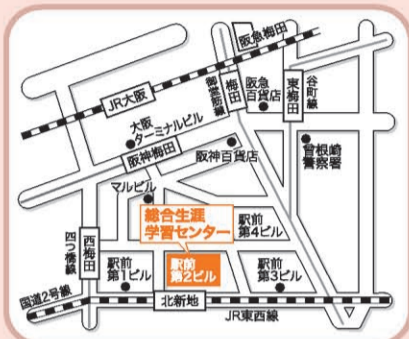 阪急梅田
JR大阪
御堂筋線
梅田
阪急
百貨店
東梅田
谷町線
大阪
ターミナルビル
阪神梅田
阪神百貨店
曽根崎
警察署
マルビル
総合生涯
学習センター
駅前
第4ビル
四つ橋線
西梅田
駅前
第1ビル
駅前
第2ビル
駅前
第3ビル
国道2号線
北新地
JR東西線